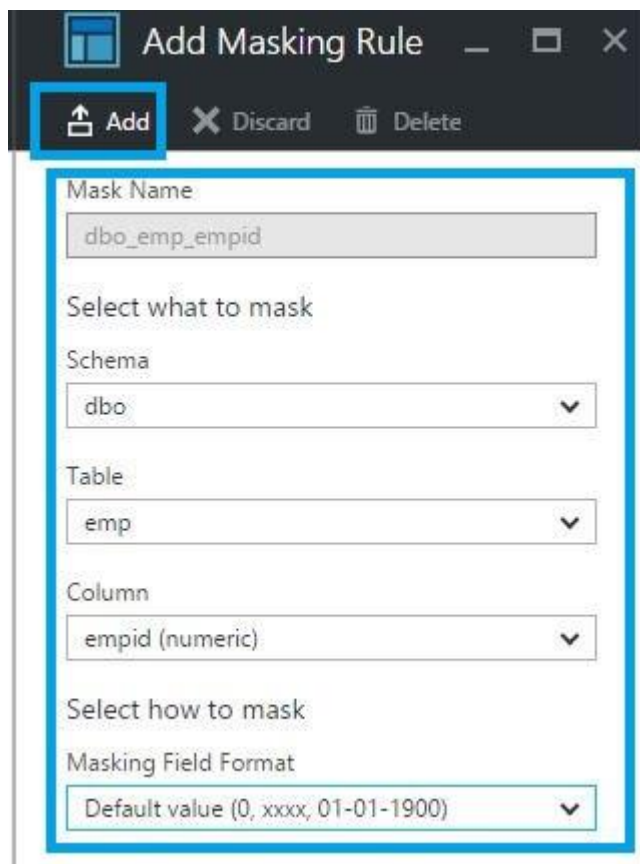 Add Masking Rule
Add Discard Delete
Mask Name
dbo_emp_empid
Select what to mask
Schema
dbo
Table
emp
Column
empid (numeric)
Select how to mask
Masking Field Format
Default value (0, xxxx, 01-01-1900)